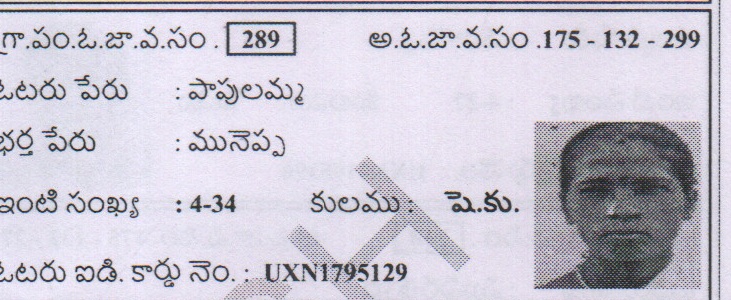 గ్రా.పం.ఓ.జా.వ.సం . 289 అ.ఓ.జా.వ.సం .175 - 132 - 299
ఓటరు పేరు : పాపులమ్మ
భర్త పేరు : మునెప్ప
ఇంటి సంఖ్య : 4-34 కులము : షె.కు.
ఓటరు ఐడి. కార్డు నెం. : UXN1795129